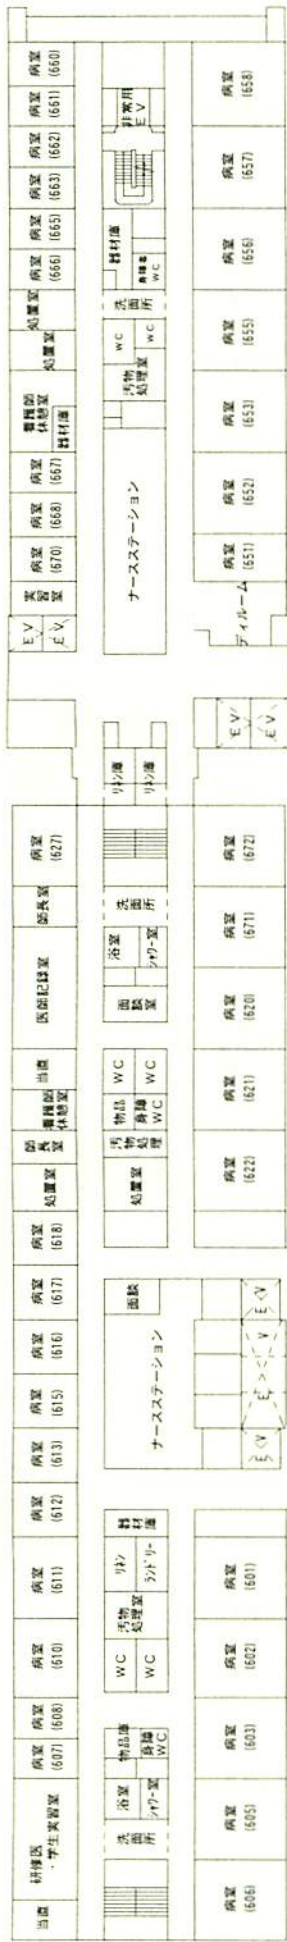 当直
研修医
・学生実習室
病室
(607)
病室
(608)
病室
(610)
病室
(611)
病室
(612)
病室
(613)
病室
(615)
病室
(616)
病室
(617)
病室
(618)
処置室
師長室
看護師
休憩室
当直
医師記録室
師長室
病室
(627)
EV
EV
実習室
病室
(670)
病室
(668)
病室
(667)
看護師
休憩室
器材庫
処置室
処置室
病室
(666)
病室
(665)
病室
(663)
病室
(662)
病室
(661)
病室
(660)
洗面所
浴室
シャワー室
物品庫
身障
WC
WC
WC
汚物
処理室
リネン
ランドリー
器材庫
ナースステーション
面談
処置室
汚物処理
物品
身障
WC
WC
WC
面談室
浴室
シャワー室
洗面所
リネン庫
リネン庫
ナースステーション
汚物
処理室
WC
WC
洗面所
器材庫
身障者
WC
非常用
EV
病室
(606)
病室
(605)
病室
(603)
病室
(602)
病室
(601)
EV
EV
EV
病室
(622)
病室
(621)
病室
(620)
病室
(671)
病室
(672)
EV
EV
ディルーム
病室
(651)
病室
(652)
病室
(653)
病室
(655)
病室
(656)
病室
(657)
病室
(658)